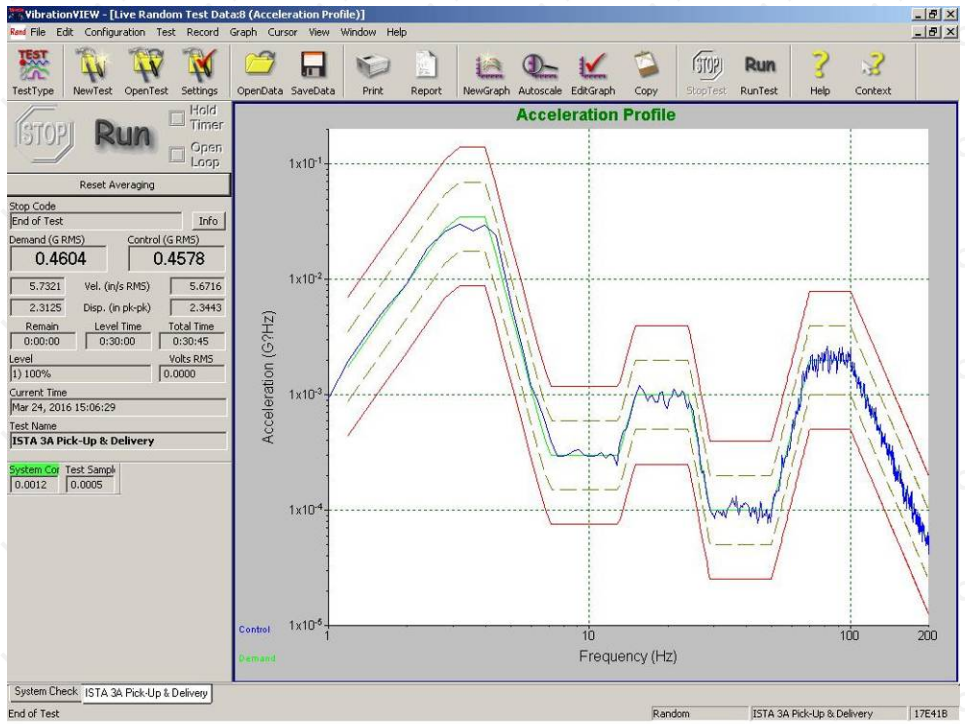 VibrationVIEW - [Live Random Test Data:8 (Acceleration Profile)]
Rand File Edit Configuration Test Record Graph Cursor View Window Help
TEST
TestType NewTest OpenTest Settings OpenData SaveData Print Report NewGraph Autoscale EditGraph Copy StopTest RunTest Help Context
STOP Run
STOP Run
Hold Timer
Open Loop
Reset Averaging
Stop Code
End of Test Info
Demand (G RMS) Control (G RMS)
0.4604 0.4578
5.7321 Vel. (in/s RMS) 5.6716
2.3125 Disp. (in pk-pk) 2.3443
Remain Level Time Total Time
0:00:00 0:30:00 0:30:45
Level Volts RMS
1) 100% 0.0000
Current Time
Mar 24, 2016 15:06:29
Test Name
ISTA 3A Pick-Up & Delivery
System Cor Test Sampl
0.0012 0.0005
Acceleration Profile
Acceleration (G?Hz)
1x10-1
1x10-2
1x10-3
1x10-4
1x10-5
1 10 100 200
Frequency (Hz)
Control
Demand
System Check ISTA 3A Pick-Up & Delivery
End of Test Random ISTA 3A Pick-Up & Delivery 17E41B